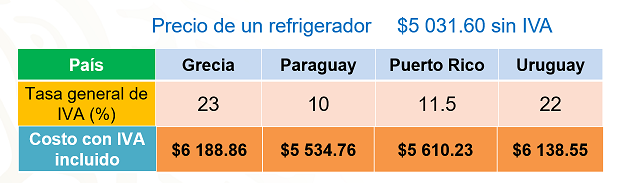 Precio de un refrigerador $5 031.60 sin IVA
País Grecia Paraguay Puerto Rico Uruguay
Tasa general de
IVA (%) 23 10 11.5 22
Costo con IVA
incluido $6 188.86 $5 534.76 $5 610.23 $6 138.55